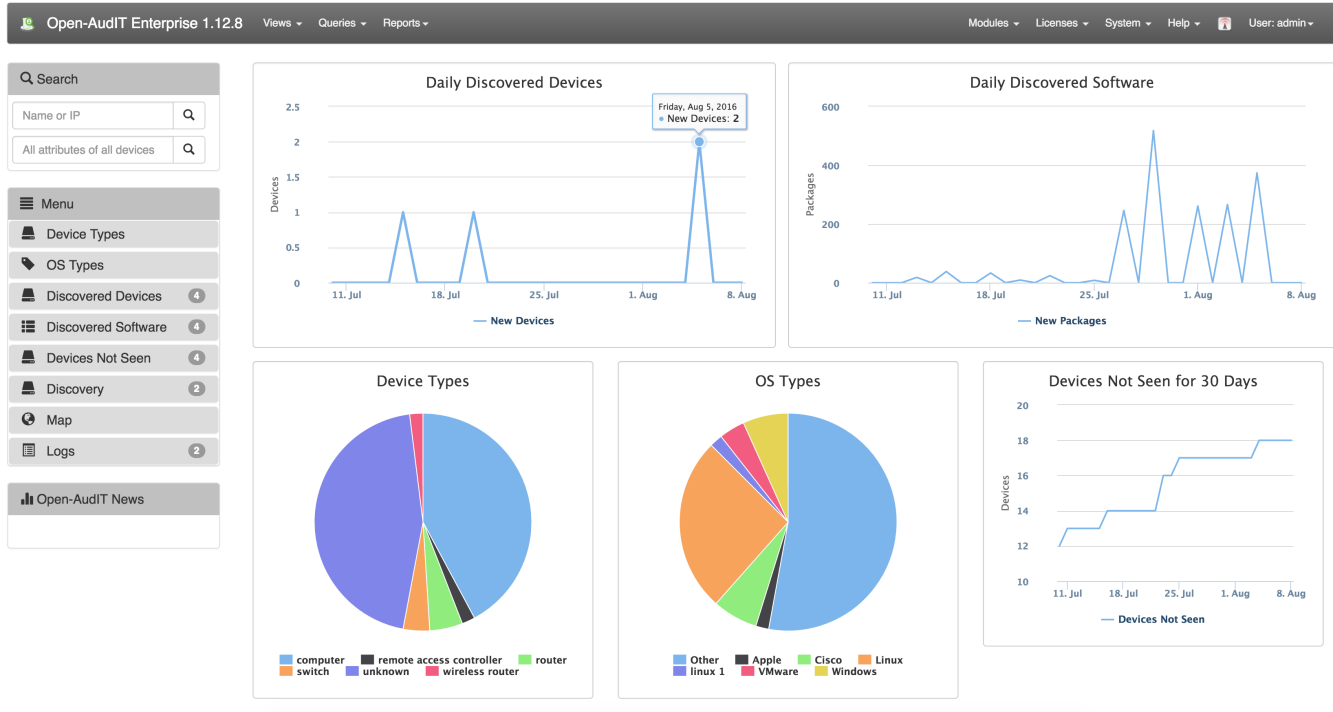 Open-AudIT Enterprise 1.12.8 Views Queries Reports Modules Licenses System Help User: admin
Search
Name or IP
All attributes of all devices
Menu
Device Types
OS Types
Discovered Devices 4
Discovered Software 4
Devices Not Seen 4
Discovery 2
Map
Logs 2
Open-AudIT News
Daily Discovered Devices
Friday, Aug 5, 2016
New Devices: 2
Devices
2.5
2
1.5
1
0.5
0
11. Jul 18. Jul 25. Jul 1. Aug 8. Aug
New Devices
Daily Discovered Software
Packages
600
400
200
0
11. Jul 18. Jul 25. Jul 1. Aug 8. Aug
New Packages
Device Types
computer remote access controller router
switch unknown wireless router
OS Types
Other Apple Cisco Linux
linux 1 VMware Windows
Devices Not Seen for 30 Days
Devices
20
18
16
14
12
10
11. Jul 18. Jul 25. Jul 1. Aug 8. Aug
Devices Not Seen